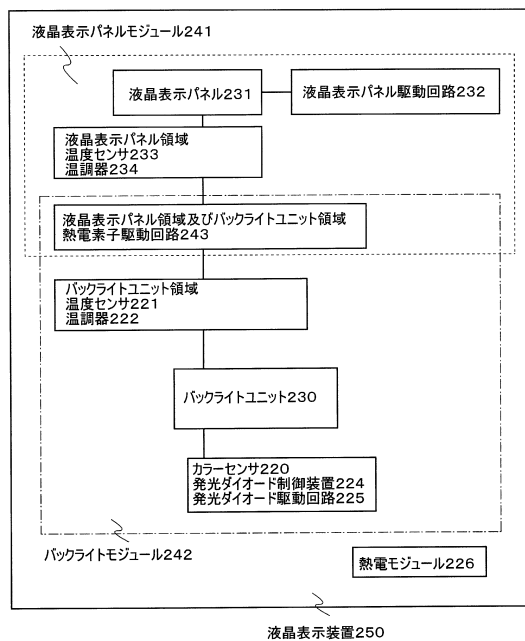 液晶表示パネルモジュール241
液晶表示パネル231
液晶表示パネル駆動回路232
液晶表示パネル領域
温度センサ233
温調器234
液晶表示パネル領域及びバックライトユニット領域
熱電素子駆動回路243
バックライトユニット領域
温度センサ221
温調器222
バックライトユニット230
カラーセンサ220
発光ダイオード制御装置224
発光ダイオード駆動回路225
バックライトモジュール242
熱電モジュール226
液晶表示装置250